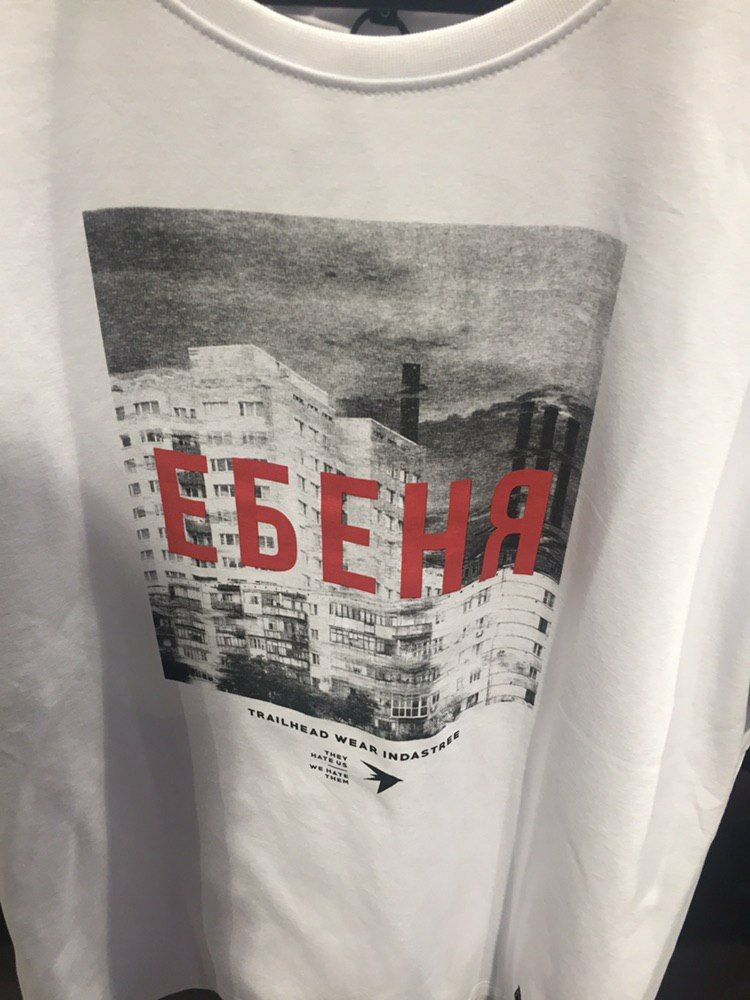 ЕБЕНЯ
TRAILHEAD WEAR INDASTREE
THEY
HATE US
WE HATE
THEM